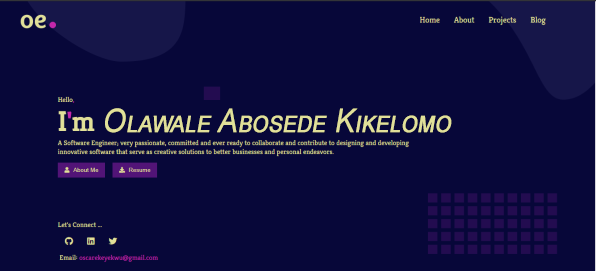 oe.
Home About Projects Blog
Hello,
I'm OLAWALE ABOSEDE KIKELOMO
A Software Engineer; very passionate, committed and ever ready to collaborate and contribute to designing and developing
innovative software that serve as creative solutions to better businesses and personal endeavors.
About Me Resume
Let's Connect ...
Email: oscarekeyekwu@gmail.com